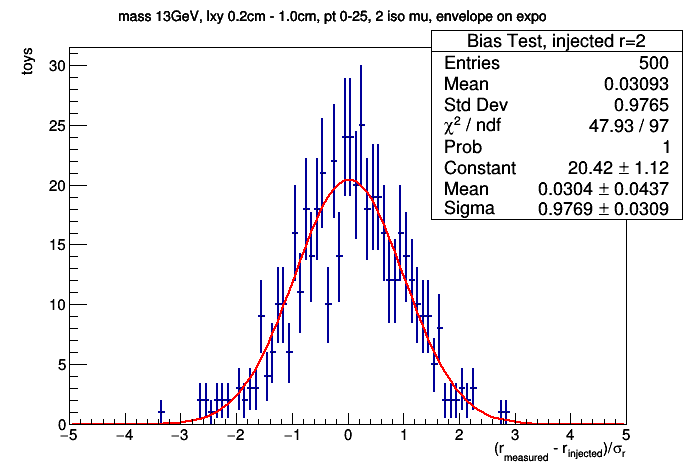 mass 13GeV, lxy 0.2cm - 1.0cm, pt 0-25, 2 iso mu, envelope on expo
Bias Test, injected r=2
Entries 500
Mean 0.03093
Std Dev 0.9765
χ² / ndf 47.93 / 97
Prob 1
Constant 20.42 ± 1.12
Mean 0.0304 ± 0.0437
Sigma 0.9769 ± 0.0309
toys
30
25
20
15
10
5
0
−5 −4 −3 −2 −1 0 1 2 3 4 5
(r_measured - r_injected)/σ_r